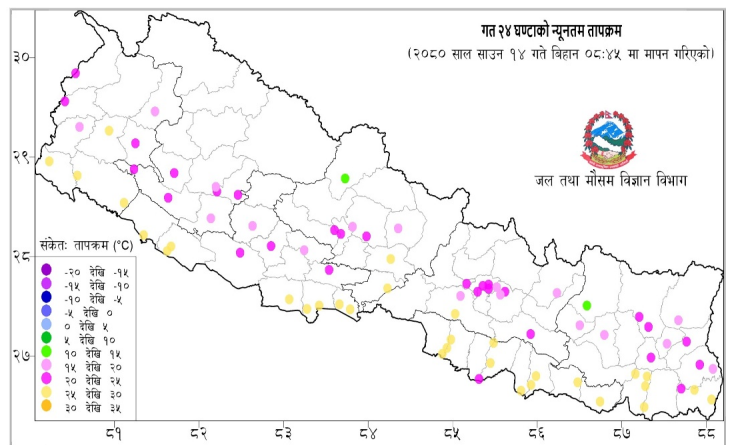 गत २४ घण्टाको न्यूनतम तापक्रम
(२०८० साल साउन १४ गते बिहान ०८:४५ मा मापन गरिएको)
जल तथा मौसम विज्ञान विभाग
३०
२९
२८
२७
संकेत: तापक्रम (°C)
-२० देखि -१५
-१५ देखि -१०
-१० देखि -५
-५ देखि ०
० देखि ५
५ देखि १०
१० देखि १५
१५ देखि २०
२० देखि २५
२५ देखि ३०
३० देखि ३५
८१ ८२ ८३ ८४ ८५ ८६ ८७ ८८